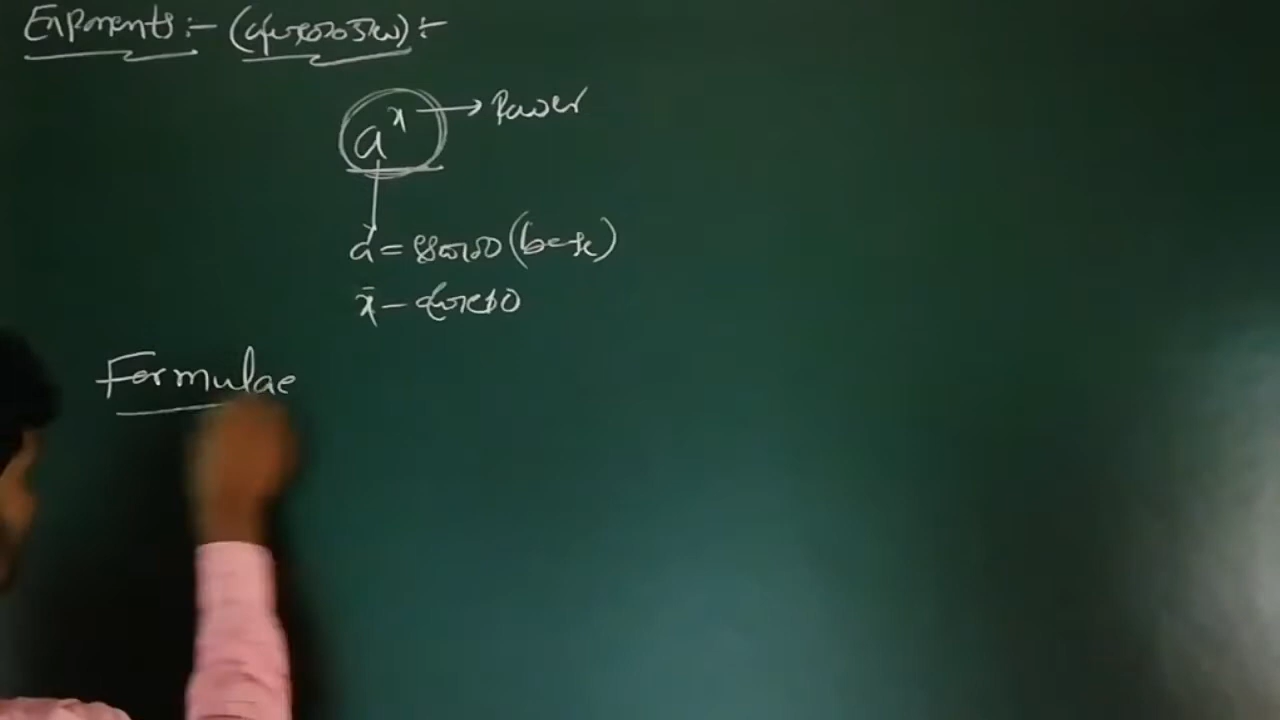 Exponents :- (ఘాతాంకాలు) :-
a^x → Power
a = భూమి (base)
x - ఘాతం
Formulae